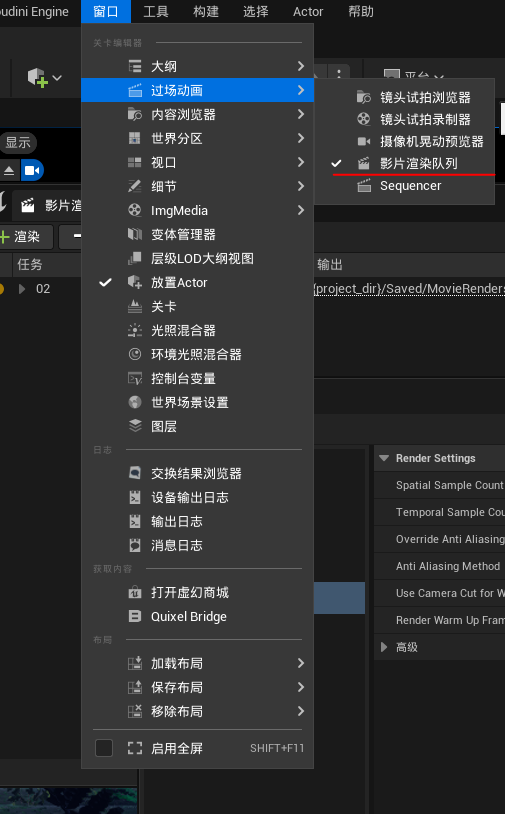 oudini Engine 窗口 工具 构建 选择 Actor 帮助
关卡编辑器
大纲
平台
过场动画
镜头试拍浏览器
内容浏览器
镜头试拍录制器
世界分区
摄像机晃动预览器
显示
视口
影片渲染队列
细节
Sequencer
影片
ImgMedia
渲染
变体管理器
任务
层级LOD大纲视图
输出
02
放置Actor
{project_dir}/Saved/MovieRenders
关卡
光照混合器
环境光照混合器
控制台变量
世界场景设置
图层
日志
Render Settings
交换结果浏览器
Spatial Sample Count
设备输出日志
Temporal Sample Cou
输出日志
Override Anti Aliasing
消息日志
Anti Aliasing Method
获取内容
打开虚幻商城
Use Camera Cut for W
Quixel Bridge
Render Warm Up Fram
布局
高级
加载布局
保存布局
移除布局
启用全屏 SHIFT+F11